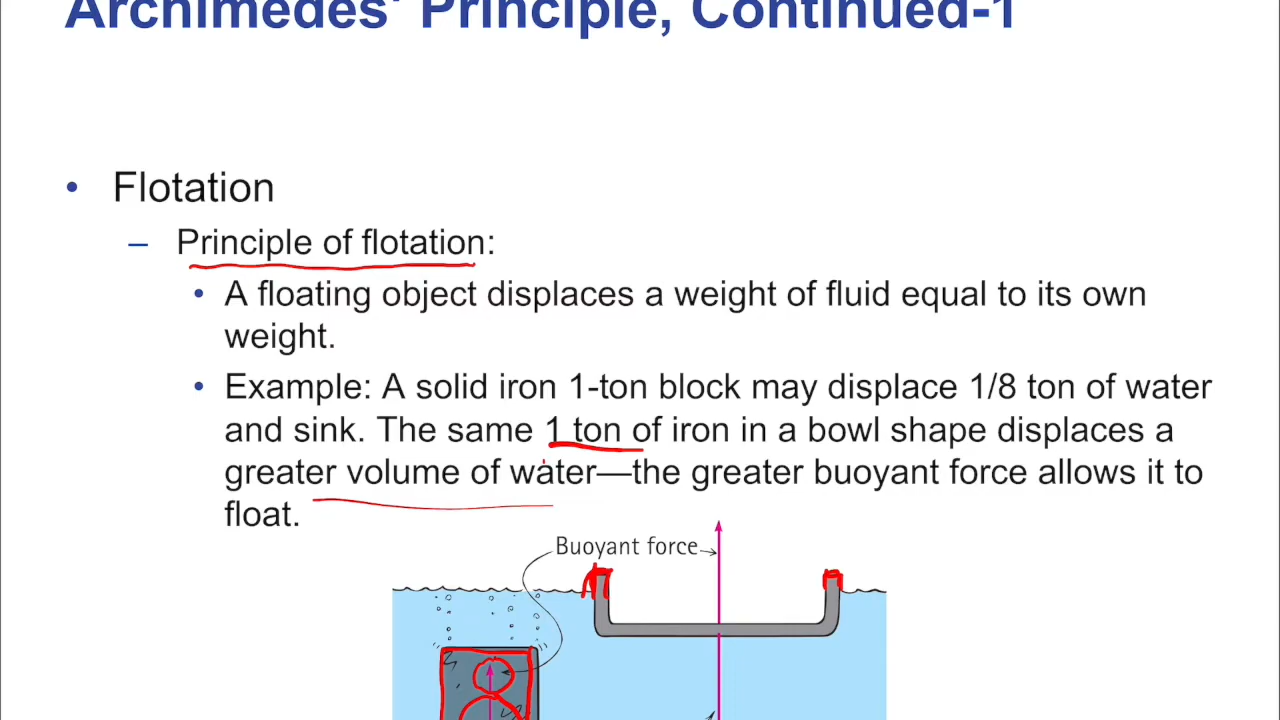 Archimedes' Principle, Continued-1
• Flotation
– Principle of flotation:
• A floating object displaces a weight of fluid equal to its own
weight.
• Example: A solid iron 1-ton block may displace 1/8 ton of water
and sink. The same 1 ton of iron in a bowl shape displaces a
greater volume of water—the greater buoyant force allows it to
float.
Buoyant force